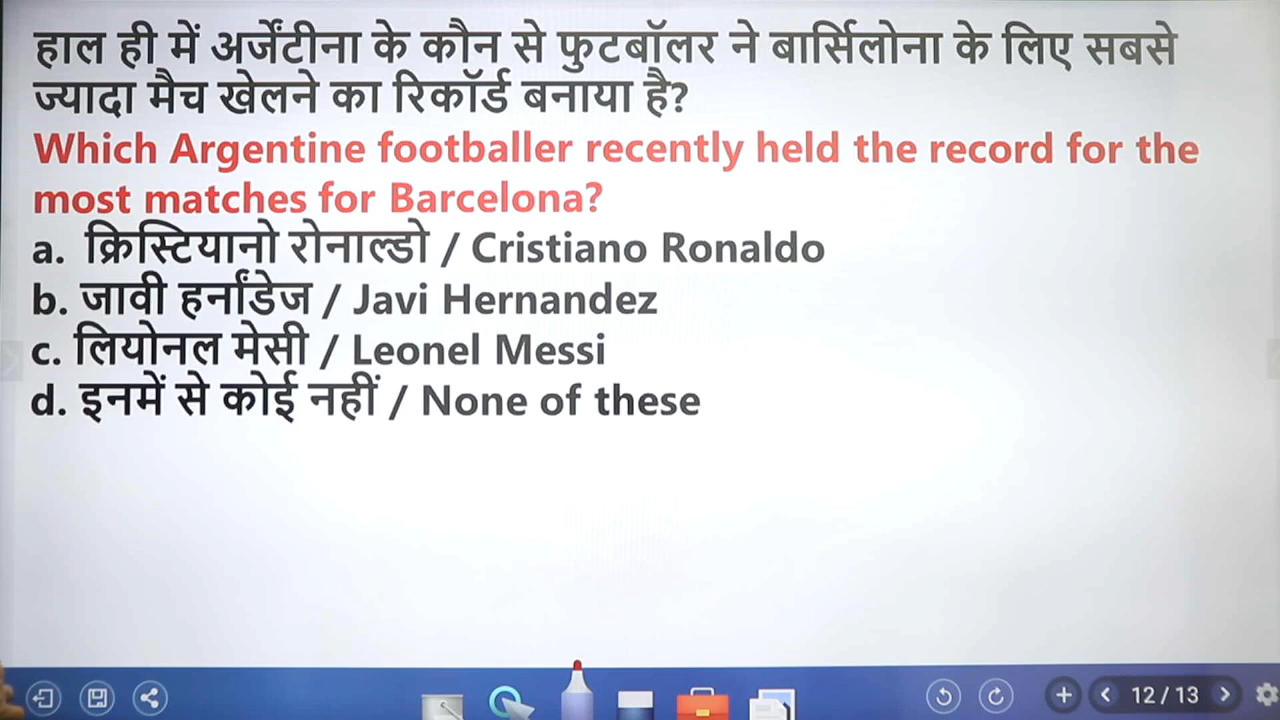 हाल ही में अर्जेंटीना के कौन से फुटबॉलर ने बार्सिलोना के लिए सबसे
ज्यादा मैच खेलने का रिकॉर्ड बनाया है?
Which Argentine footballer recently held the record for the
most matches for Barcelona?
a. क्रिस्टियानो रोनाल्डो / Cristiano Ronaldo
b. जावी हर्नांडेज / Javi Hernandez
c. लियोनल मेसी / Leonel Messi
d. इनमें से कोई नहीं / None of these
12 / 13